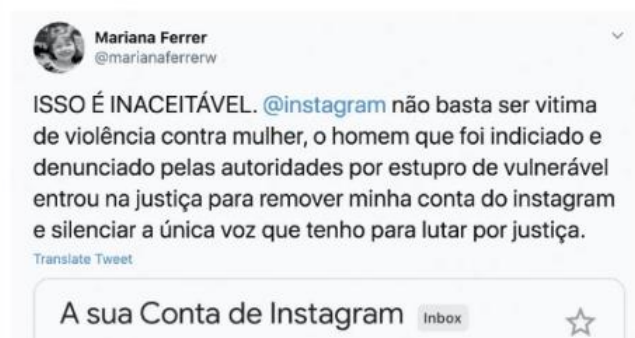 Mariana Ferrer
@marianaferrerw
ISSO É INACEITÁVEL. @instagram não basta ser vitima
de violência contra mulher, o homem que foi indiciado e
denunciado pelas autoridades por estupro de vulnerável
entrou na justiça para remover minha conta do instagram
e silenciar a única voz que tenho para lutar por justiça.
Translate Tweet
A sua Conta de Instagram Inbox